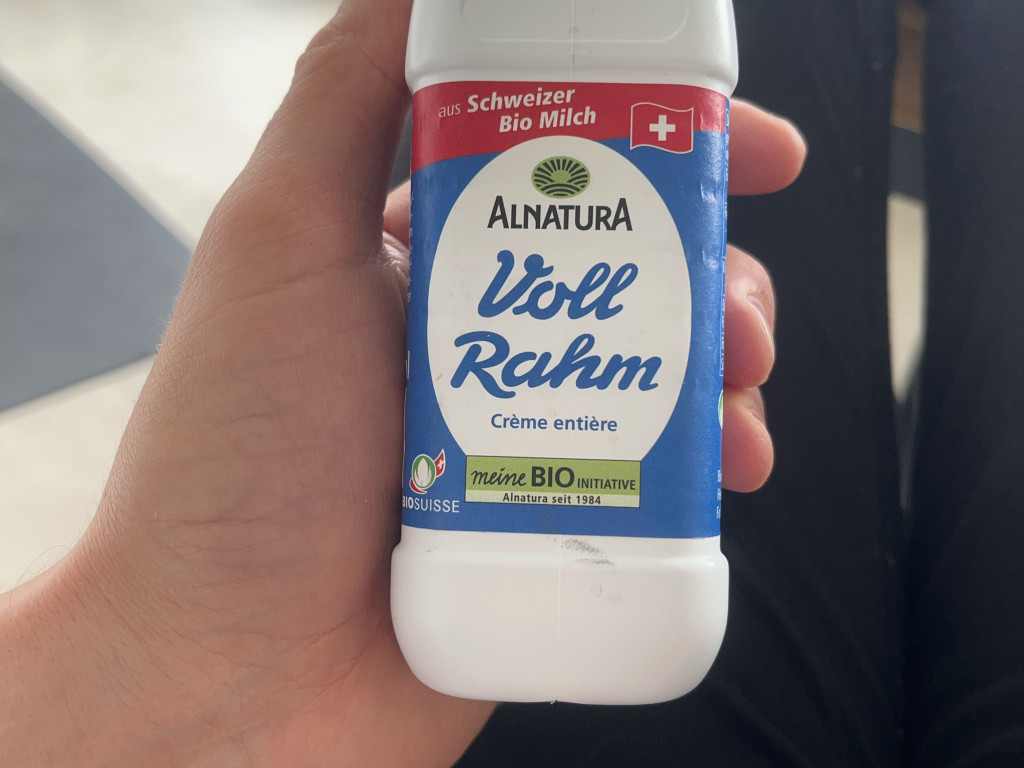 aus Schweizer
Bio Milch
ALNATURA
Voll
Rahm
Crème entière
meine BIO INITIATIVE
Alnatura seit 1984
BIOSUISSE